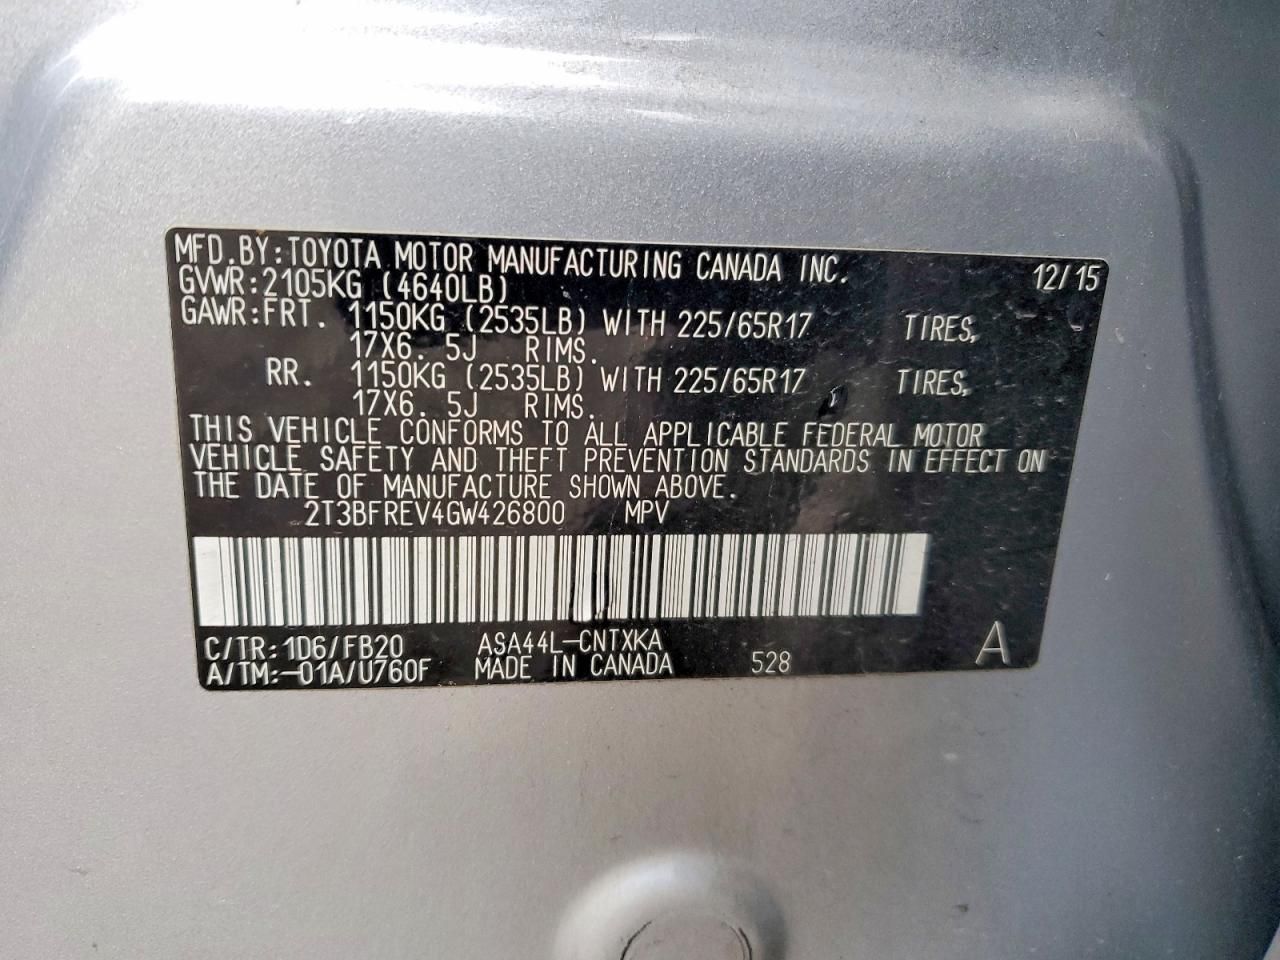 MFD.BY:TOYOTA MOTOR MANUFACTURING CANADA INC. 12/15
GVWR:2105KG (4640LB)
GAWR:FRT. 1150KG (2535LB) WITH 225/65R17 TIRES,
17X6.5J RIMS.
RR. 1150KG (2535LB) WITH 225/65R17 TIRES,
17X6.5J RIMS.
THIS VEHICLE CONFORMS TO ALL APPLICABLE FEDERAL MOTOR
VEHICLE SAFETY AND THEFT PREVENTION STANDARDS IN EFFECT ON
THE DATE OF MANUFACTURE SHOWN ABOVE.
2T3BFREV4GW426800 MPV
C/TR:1D6/FB20 ASA44L-CNTXKA A
A/TM:-01A/U760F MADE IN CANADA 528